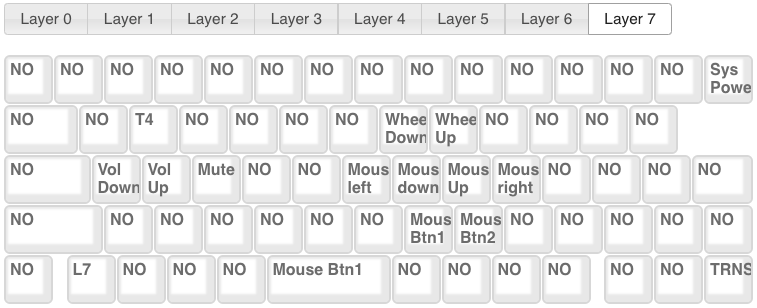 Layer 0 Layer 1 Layer 2 Layer 3 Layer 4 Layer 5 Layer 6 Layer 7
NO NO NO NO NO NO NO NO NO NO NO NO NO NO Sys
Powe
NO NO T4 NO NO NO NO Whee Whee NO NO NO NO
Down Up
NO Vol Vol Mute NO NO Mous Mous Mous Mous NO NO NO NO
Down Up left down Up right
NO NO NO NO NO NO NO Mous Mous NO NO NO NO NO
Btn1 Btn2
NO L7 NO NO NO Mouse Btn1 NO NO NO NO NO NO TRNS